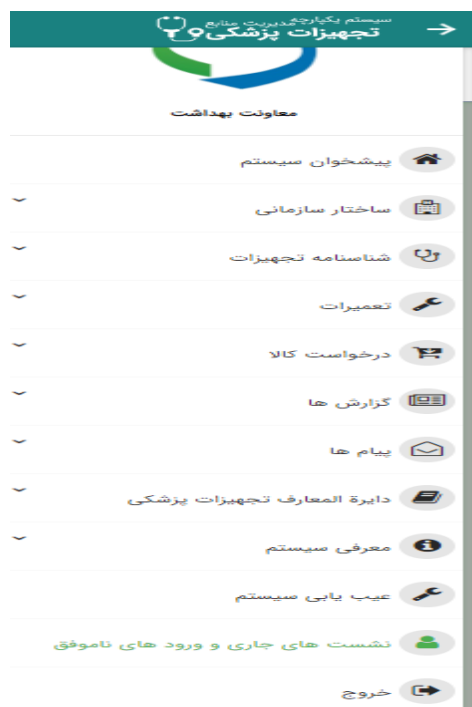 سیستم یکپارچه مدیریت منابع
تجهیزات پزشکی
معاونت بهداشت
پیشخوان سیستم
ساختار سازمانی
شناسنامه تجهیزات
تعمیرات
درخواست کالا
گزارش ها
پیام ها
دایرة المعارف تجهیزات پزشکی
معرفی سیستم
عیب یابی سیستم
نشست های جاری و ورود های ناموفق
خروج